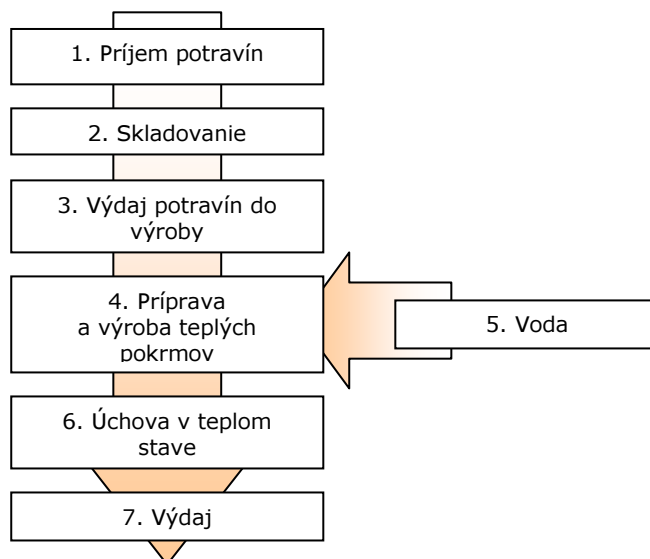 1. Príjem potravín
2. Skladovanie
3. Výdaj potravín do
výroby
4. Príprava
a výroba teplých
pokrmov
5. Voda
6. Úchova v teplom
stave
7. Výdaj